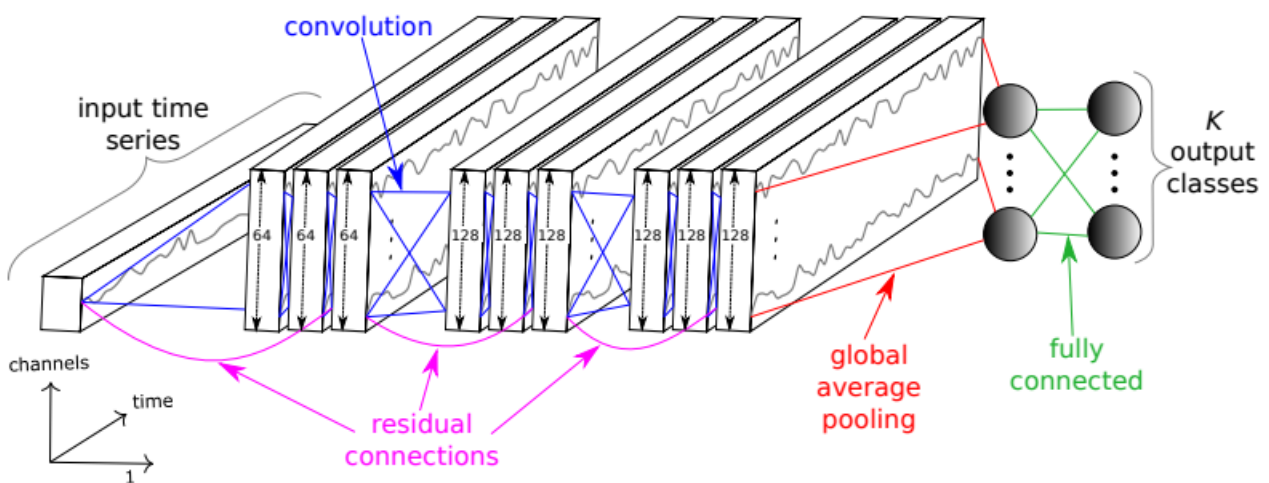 convolution
input time
series
64
64
64
128
128
128
128
128
128
K
output
classes
channels
time
1
residual
connections
global
average
pooling
fully
connected